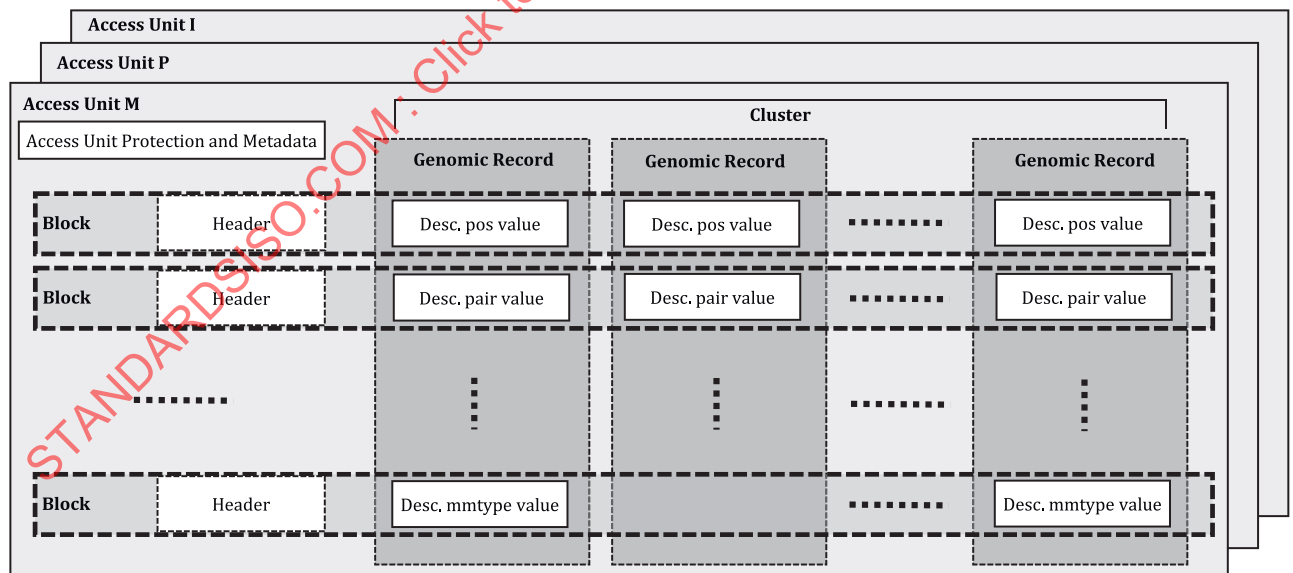 Access Unit I
Access Unit P
Access Unit M
Cluster
Access Unit Protection and Metadata
Genomic Record Genomic Record Genomic Record
Block Header Desc. pos value Desc. pos value Desc. pos value
Block Header Desc. pair value Desc. pair value Desc. pair value
Block Header Desc. mmtype value Desc. mmtype value
STANDARDSISO.COM : Click to